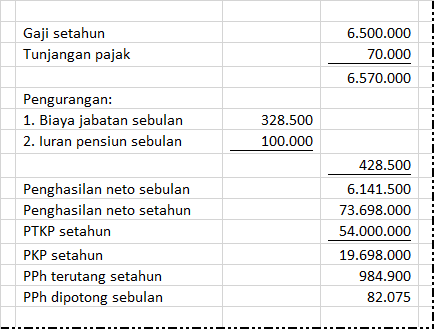 Gaji setahun 6.500.000
Tunjangan pajak 70.000
6.570.000
Pengurangan:
1. Biaya jabatan sebulan 328.500
2. Iuran pensiun sebulan 100.000
428.500
Penghasilan neto sebulan 6.141.500
Penghasilan neto setahun 73.698.000
PTKP setahun 54.000.000
PKP setahun 19.698.000
PPh terutang setahun 984.900
PPh dipotong sebulan 82.075